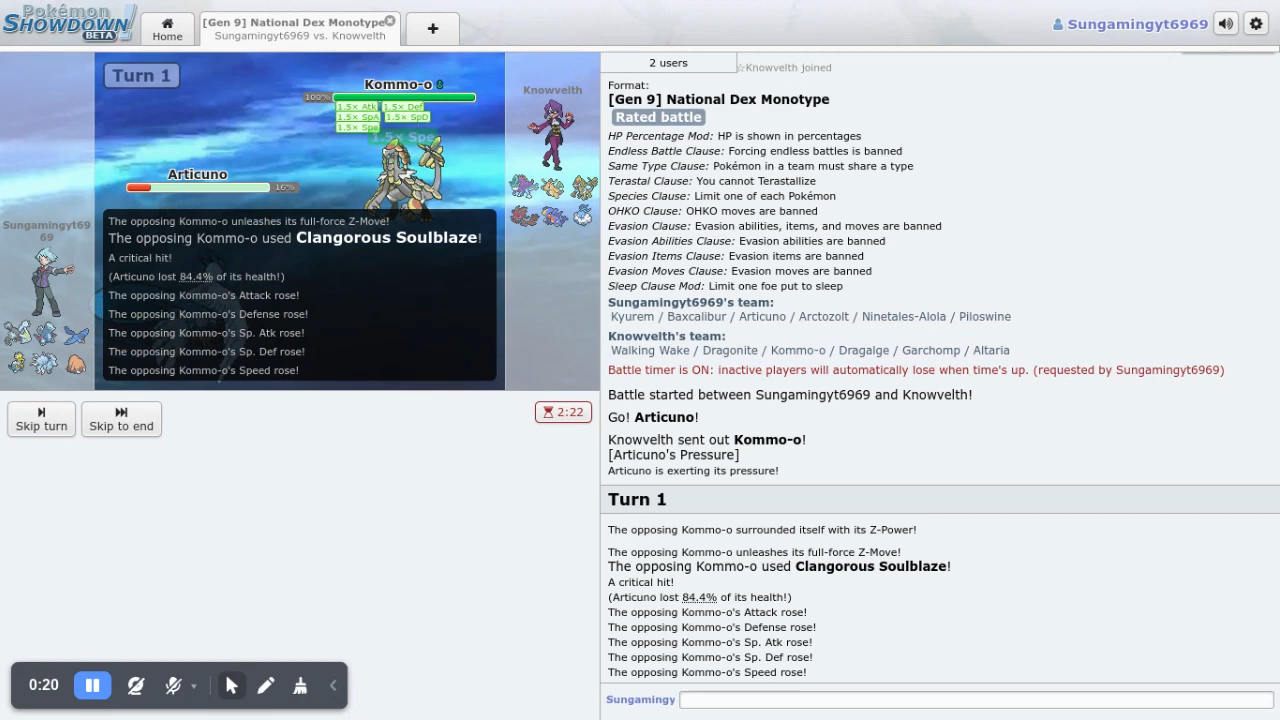 Pokémon
SHOWDOWN!
BETA
Home
[Gen 9] National Dex Monotype
Sungamingyt6969 vs. Knowvelth
Sungamingyt6969
Turn 1
Kommo-o
100%
1.5× Atk 1.5× Def
1.5× SpA 1.5× SpD
1.5× Spe
1.5× Spe
Articuno
16%
Knowvelth
Sungamingyt69
69
The opposing Kommo-o unleashes its full-force Z-Move!
The opposing Kommo-o used Clangorous Soulblaze!
A critical hit!
(Articuno lost 84.4% of its health!)
The opposing Kommo-o's Attack rose!
The opposing Kommo-o's Defense rose!
The opposing Kommo-o's Sp. Atk rose!
The opposing Kommo-o's Sp. Def rose!
The opposing Kommo-o's Speed rose!
Skip turn
Skip to end
2:22
0:20
2 users
☆Knowvelth joined
Format:
[Gen 9] National Dex Monotype
Rated battle
HP Percentage Mod: HP is shown in percentages
Endless Battle Clause: Forcing endless battles is banned
Same Type Clause: Pokémon in a team must share a type
Terastal Clause: You cannot Terastallize
Species Clause: Limit one of each Pokémon
OHKO Clause: OHKO moves are banned
Evasion Clause: Evasion abilities, items, and moves are banned
Evasion Abilities Clause: Evasion abilities are banned
Evasion Items Clause: Evasion items are banned
Evasion Moves Clause: Evasion moves are banned
Sleep Clause Mod: Limit one foe put to sleep
Sungamingyt6969's team:
Kyurem / Baxcalibur / Articuno / Arctozolt / Ninetales-Alola / Piloswine
Knowvelth's team:
Walking Wake / Dragonite / Kommo-o / Dragalge / Garchomp / Altaria
Battle timer is ON: inactive players will automatically lose when time's up. (requested by Sungamingyt6969)
Battle started between Sungamingyt6969 and Knowvelth!
Go! Articuno!
Knowvelth sent out Kommo-o!
[Articuno's Pressure]
Articuno is exerting its pressure!
Turn 1
The opposing Kommo-o surrounded itself with its Z-Power!
The opposing Kommo-o unleashes its full-force Z-Move!
The opposing Kommo-o used Clangorous Soulblaze!
A critical hit!
(Articuno lost 84.4% of its health!)
The opposing Kommo-o's Attack rose!
The opposing Kommo-o's Defense rose!
The opposing Kommo-o's Sp. Atk rose!
The opposing Kommo-o's Sp. Def rose!
The opposing Kommo-o's Speed rose!
Sungamingy